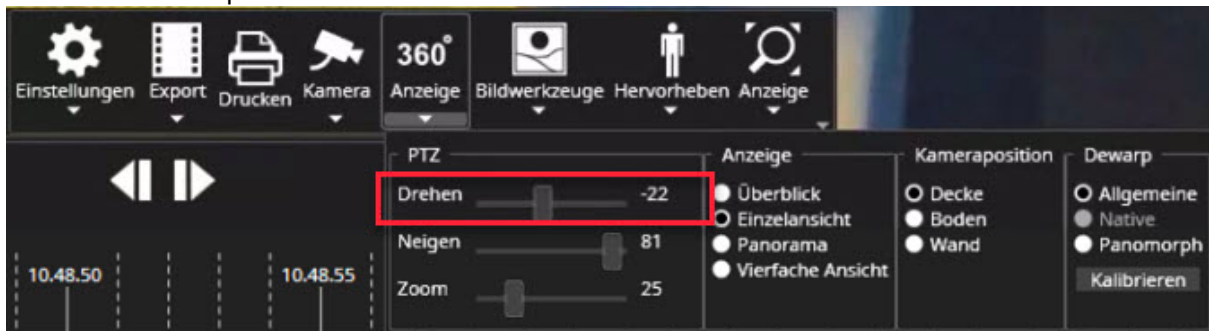 360°
Einstellungen Export Drucken Kamera Anzeige Bildwerkzeuge Hervorheben Anzeige
PTZ
Drehen -22
Neigen 81
Zoom 25
Anzeige
Überblick
Einzelansicht
Panorama
Vierfache Ansicht
Kameraposition
Decke
Boden
Wand
Dewarp
Allgemeine
Native
Panomorph
Kalibrieren
10.48.50 10.48.55